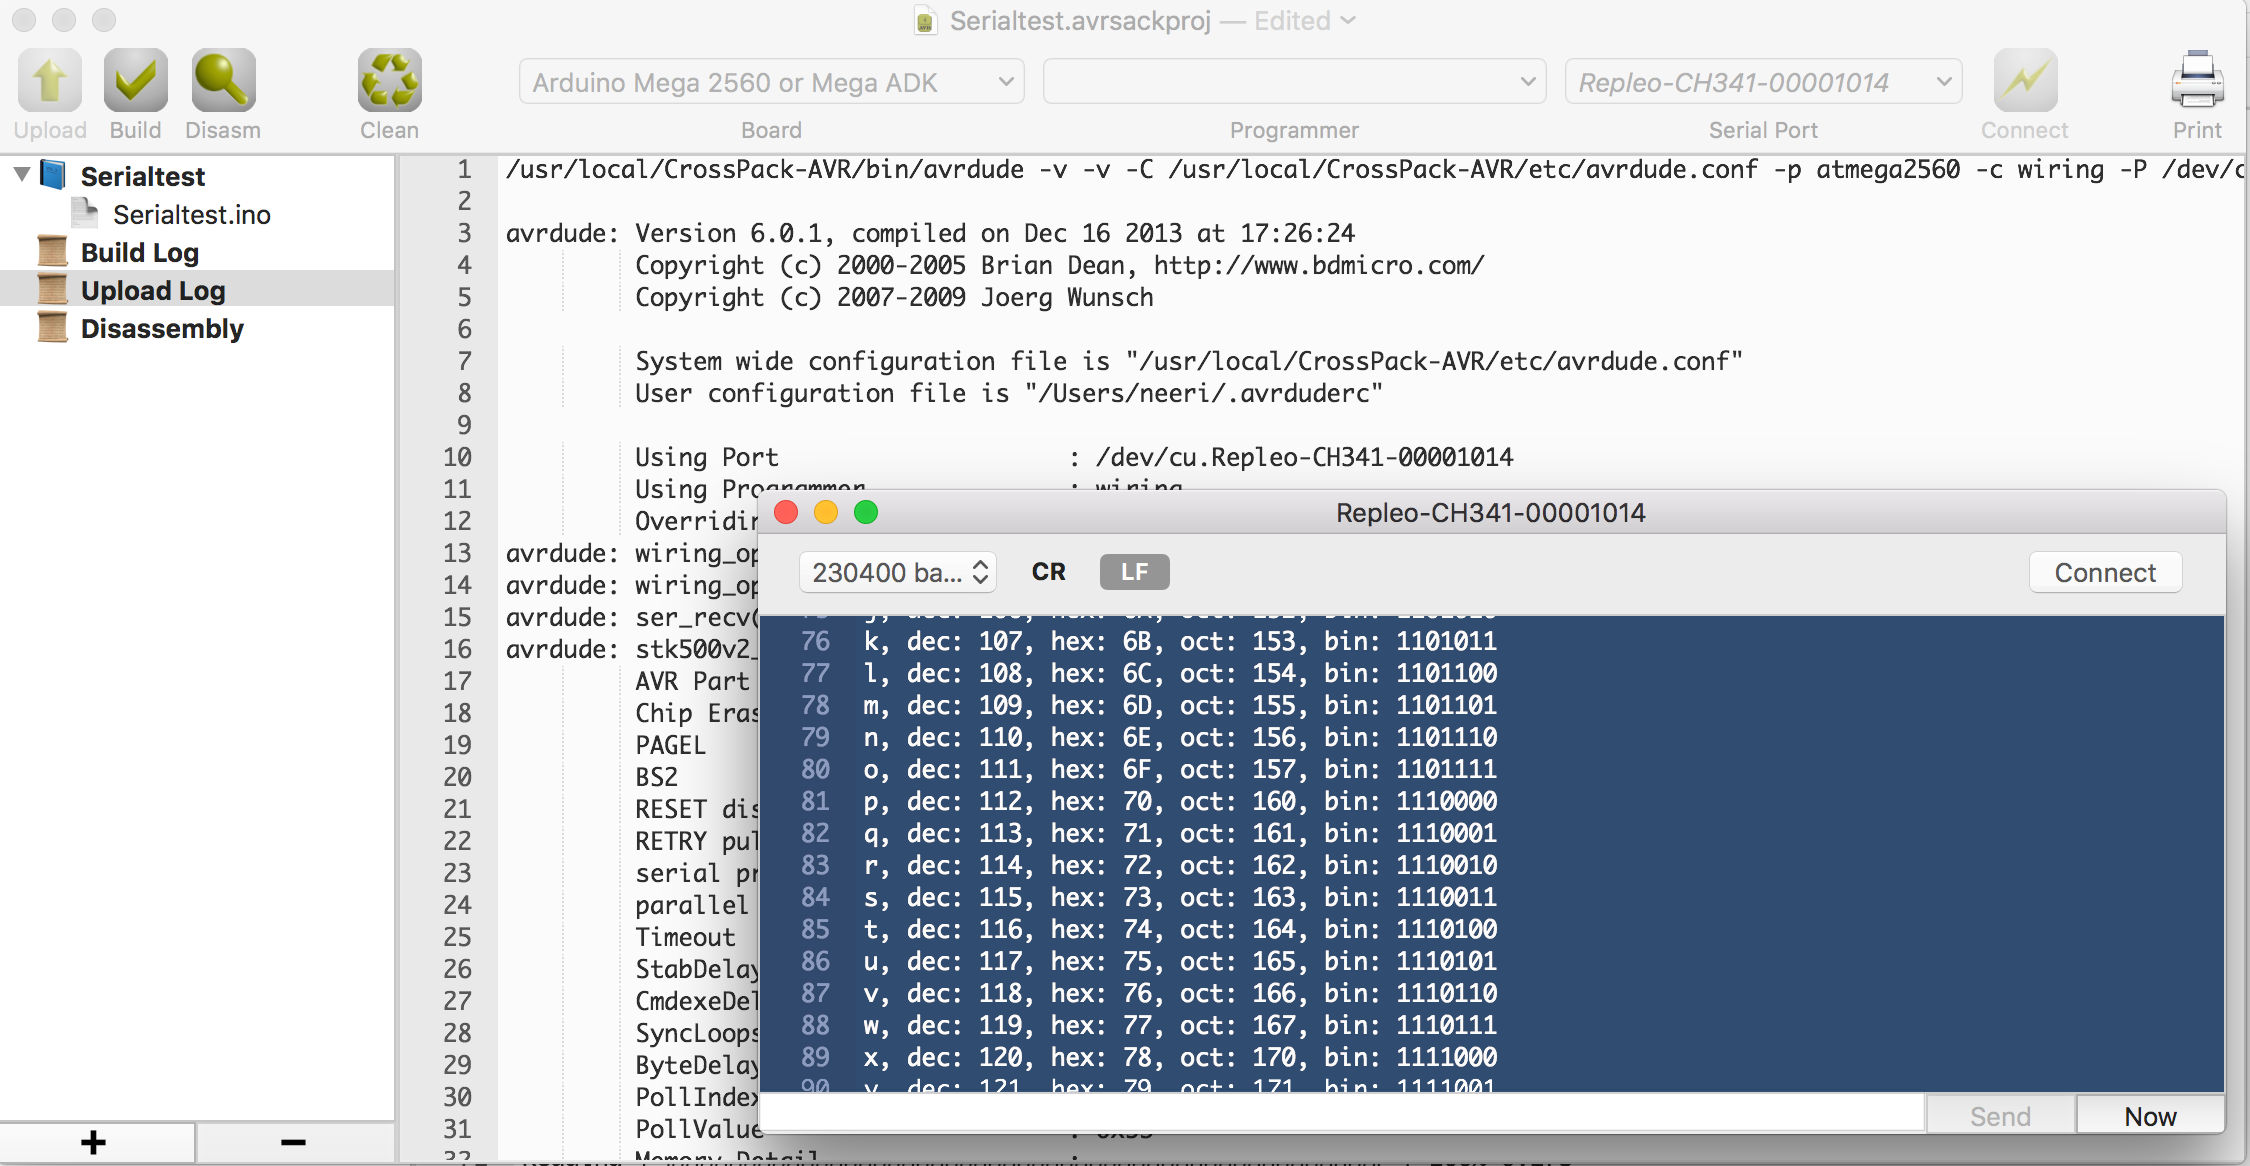 Serialtest.avrsackproj — Edited
Upload Build Disasm Clean
Arduino Mega 2560 or Mega ADK
Board
Programmer
Repleo-CH341-00001014
Serial Port
Connect
Print
Serialtest
Serialtest.ino
Build Log
Upload Log
Disassembly
1 /usr/local/CrossPack-AVR/bin/avrdude -v -v -C /usr/local/CrossPack-AVR/etc/avrdude.conf -p atmega2560 -c wiring -P /dev/c
2
3 avrdude: Version 6.0.1, compiled on Dec 16 2013 at 17:26:24
4 Copyright (c) 2000-2005 Brian Dean, http://www.bdmicro.com/
5 Copyright (c) 2007-2009 Joerg Wunsch
6
7 System wide configuration file is "/usr/local/CrossPack-AVR/etc/avrdude.conf"
8 User configuration file is "/Users/neeri/.avrduderc"
9
10 Using Port : /dev/cu.Repleo-CH341-00001014
11 Using Programmer : wiring
12 Overridin
13 avrdude: wiring_op
14 avrdude: wiring_op
15 avrdude: ser_recv(
16 avrdude: stk500v2_
17 AVR Part
18 Chip Eras
19 PAGEL
20 BS2
21 RESET dis
22 RETRY pul
23 serial pr
24 parallel
25 Timeout
26 StabDelay
27 CmdexeDel
28 SyncLoops
29 ByteDelay
30 PollIndex
31 PollValue : 0x53
32 Memory Detail :
Repleo-CH341-00001014
230400 ba... CR LF Connect
75 j, dec: 106, hex: 6A, oct: 152, bin: 1101010
76 k, dec: 107, hex: 6B, oct: 153, bin: 1101011
77 l, dec: 108, hex: 6C, oct: 154, bin: 1101100
78 m, dec: 109, hex: 6D, oct: 155, bin: 1101101
79 n, dec: 110, hex: 6E, oct: 156, bin: 1101110
80 o, dec: 111, hex: 6F, oct: 157, bin: 1101111
81 p, dec: 112, hex: 70, oct: 160, bin: 1110000
82 q, dec: 113, hex: 71, oct: 161, bin: 1110001
83 r, dec: 114, hex: 72, oct: 162, bin: 1110010
84 s, dec: 115, hex: 73, oct: 163, bin: 1110011
85 t, dec: 116, hex: 74, oct: 164, bin: 1110100
86 u, dec: 117, hex: 75, oct: 165, bin: 1110101
87 v, dec: 118, hex: 76, oct: 166, bin: 1110110
88 w, dec: 119, hex: 77, oct: 167, bin: 1110111
89 x, dec: 120, hex: 78, oct: 170, bin: 1111000
90 y, dec: 121, hex: 79, oct: 171, bin: 1111001
Send Now
+ −